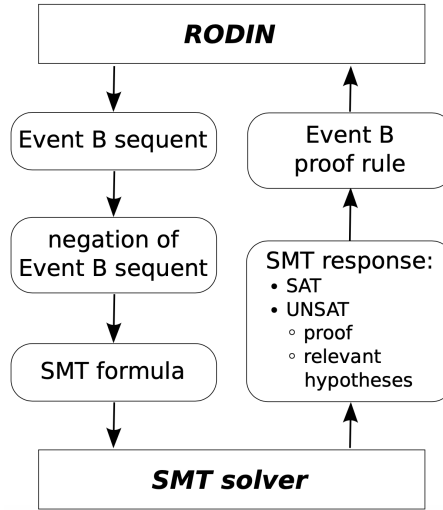 RODIN
Event B sequent
negation of
Event B sequent
SMT formula
Event B
proof rule
SMT response:
• SAT
• UNSAT
◦ proof
◦ relevant
hypotheses
SMT solver